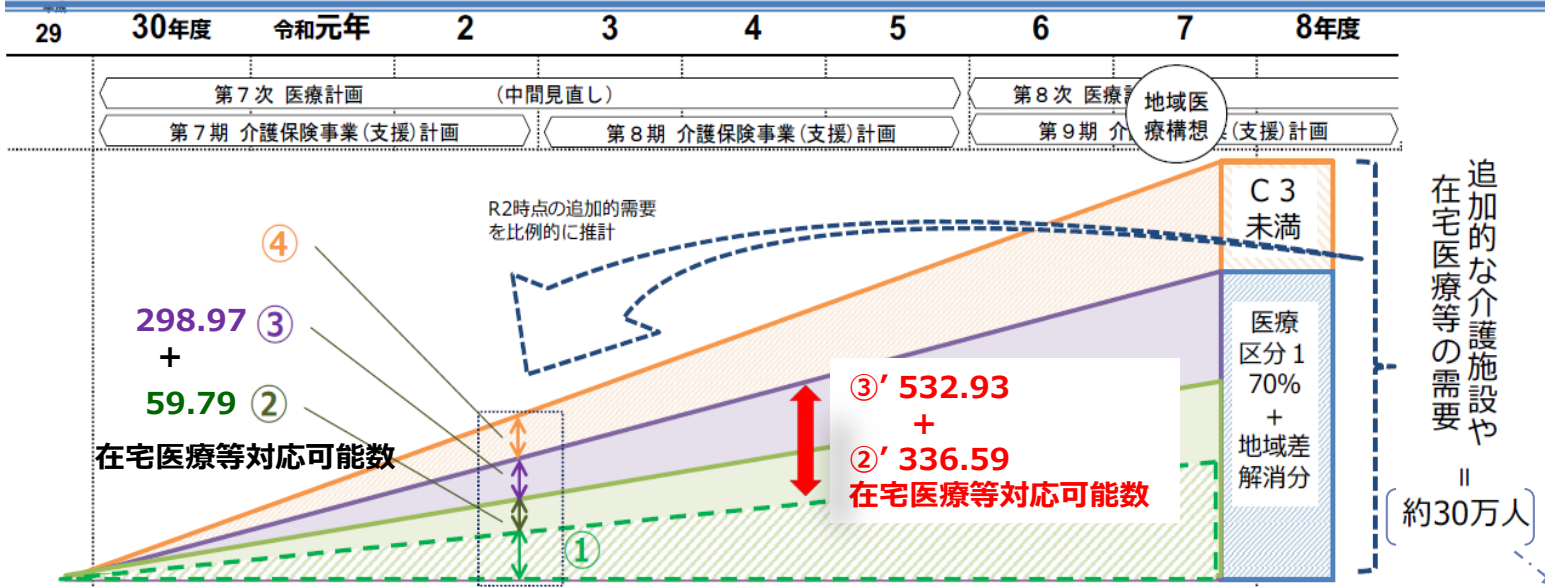 29
30年度
令和元年
2
3
4
5
6
7
8年度
第7次 医療計画
(中間見直し)
第8次 医療
第7期 介護保険事業(支援)計画
第8期 介護保険事業(支援)計画
第9期 介
(支援)計画
地域医
療構想
R2時点の追加的需要
を比例的に推計
④
298.97 ③
+
59.79 ②
在宅医療等対応可能数
①
③’ 532.93
+
②’ 336.59
在宅医療等対応可能数
C3
未満
医療
区分1
70%
+
地域差
解消分
追加的な介護施設や
在宅医療等の需要
=
約30万人